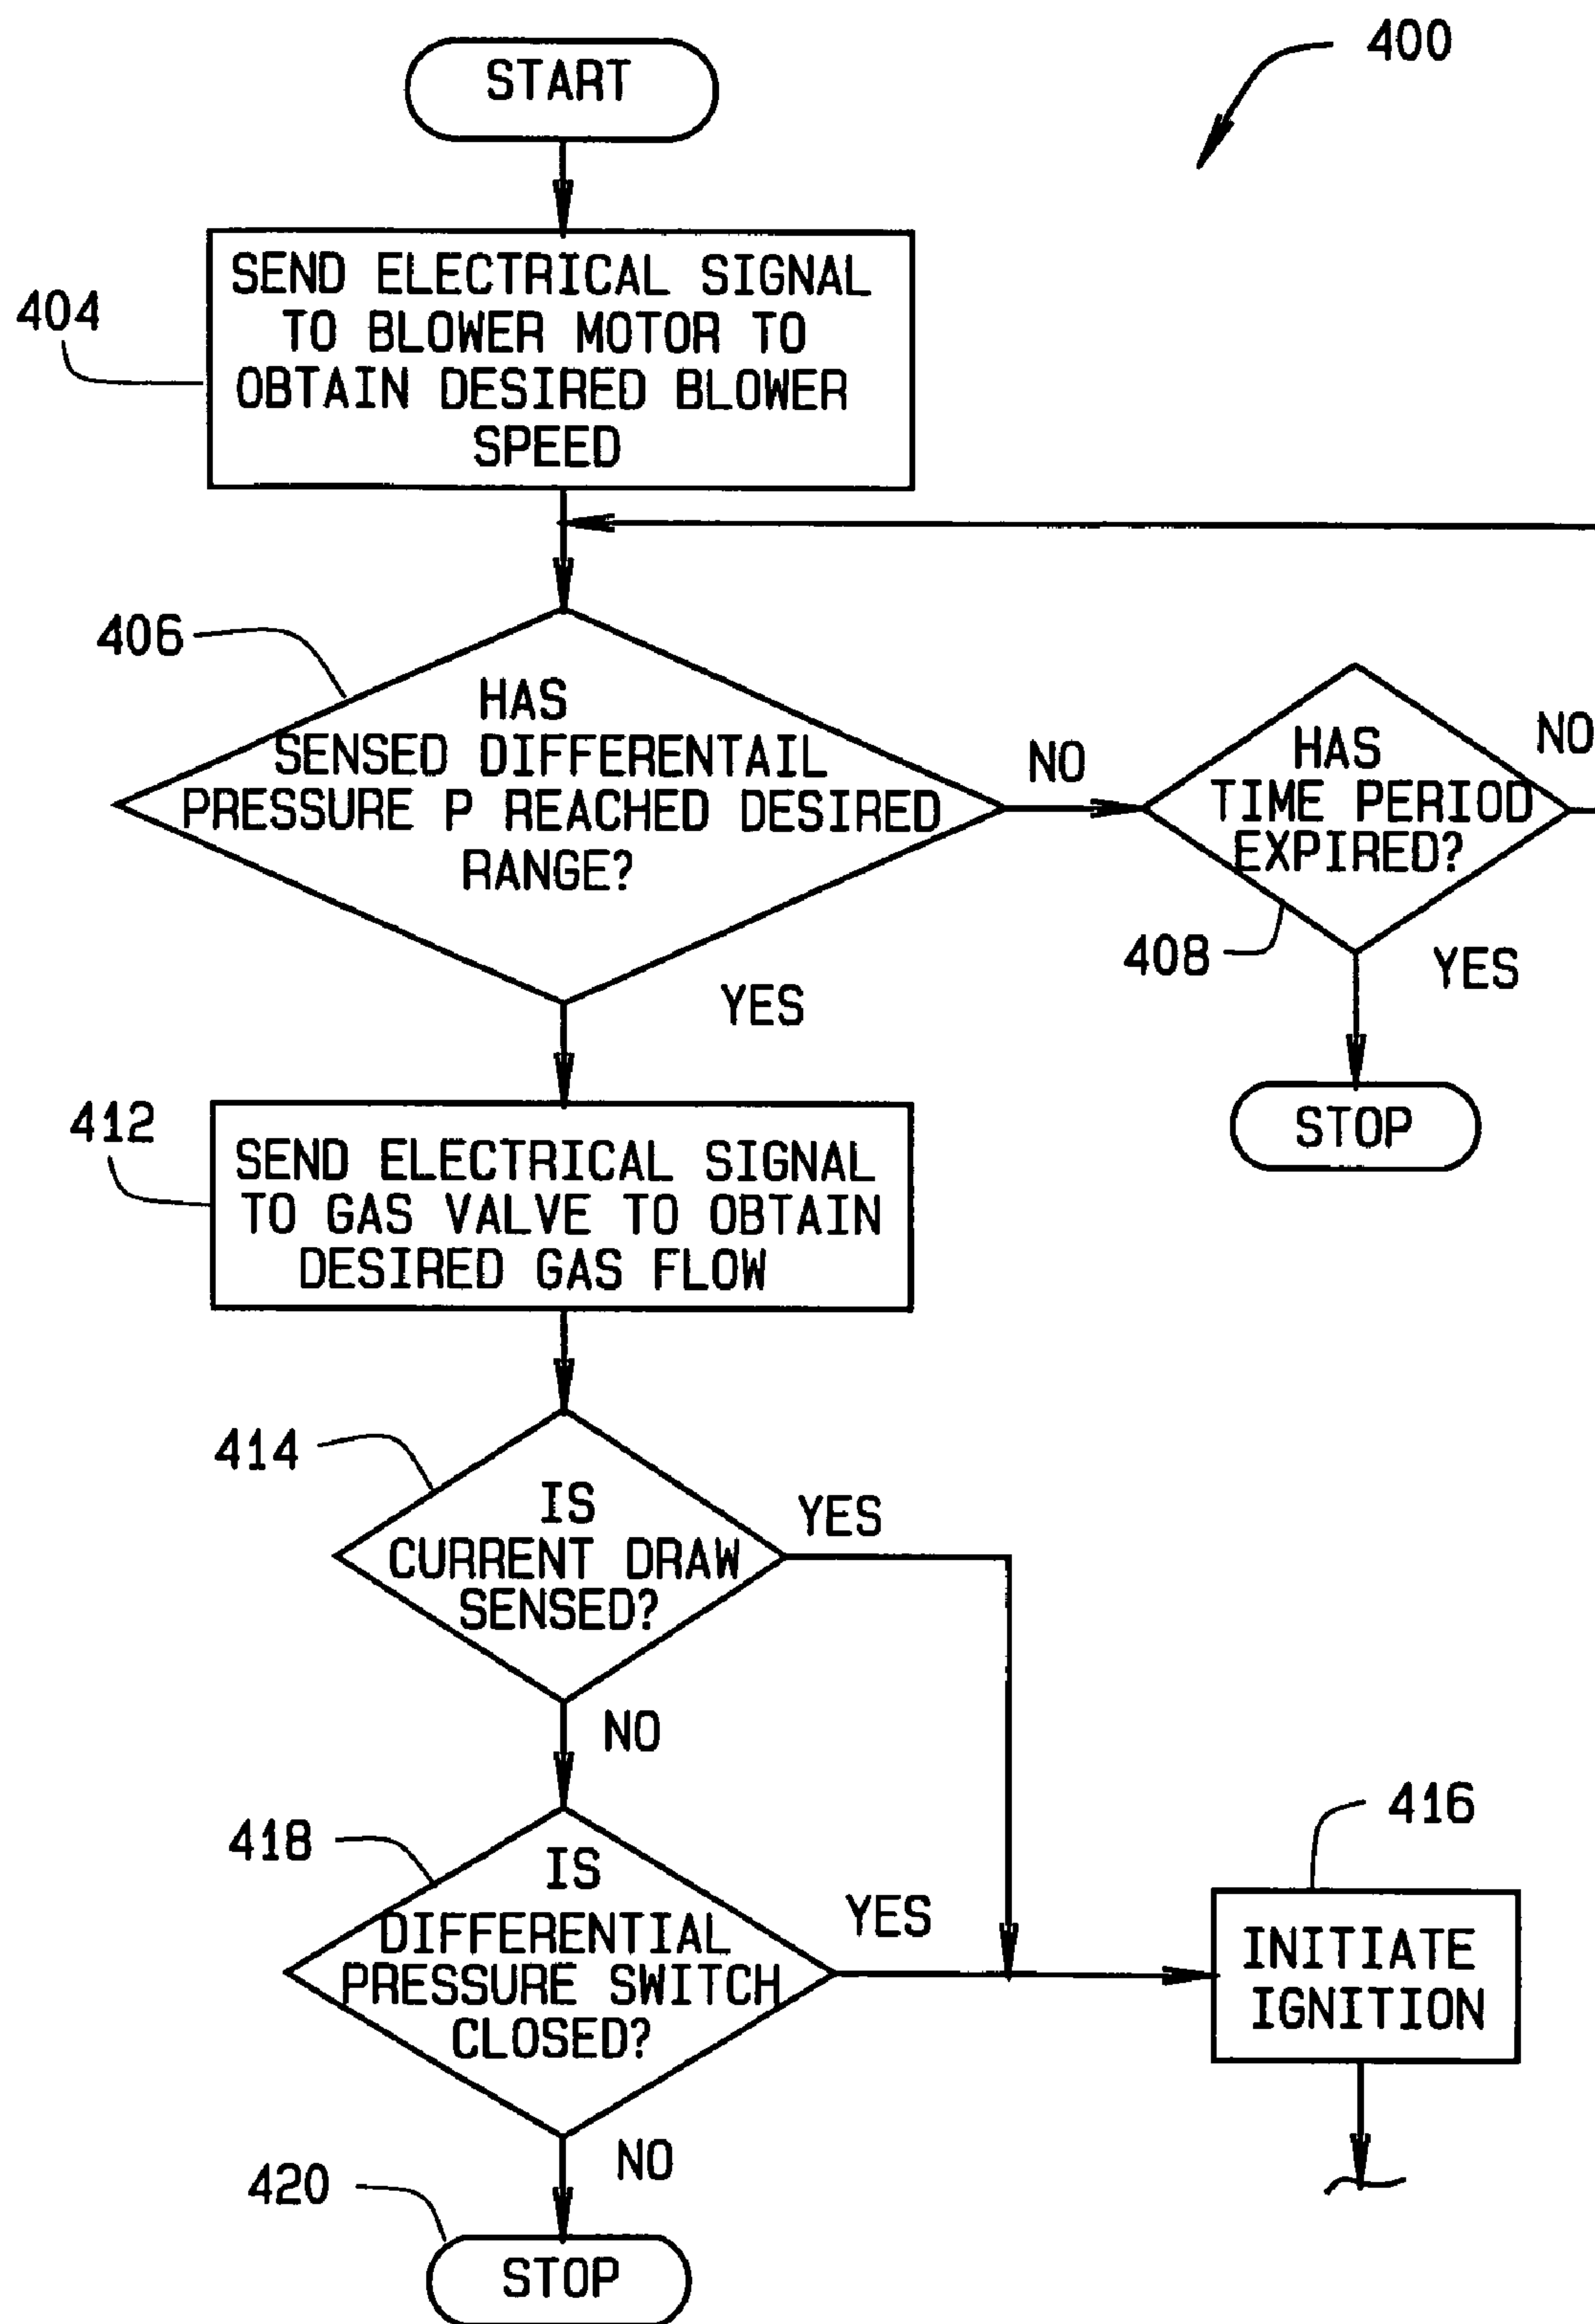 400
START
404
SEND ELECTRICAL SIGNAL
TO BLOWER MOTOR TO
OBTAIN DESIRED BLOWER
SPEED
406
HAS
SENSED DIFFERENTAIL
PRESSURE P REACHED DESIRED
RANGE?
NO
HAS
TIME PERIOD
EXPIRED?
NO
408
YES
YES
STOP
412
SEND ELECTRICAL SIGNAL
TO GAS VALVE TO OBTAIN
DESIRED GAS FLOW
414
IS
CURRENT DRAW
SENSED?
YES
NO
418
IS
DIFFERENTIAL
PRESSURE SWITCH
CLOSED?
YES
416
INITIATE
IGNITION
NO
420
STOP